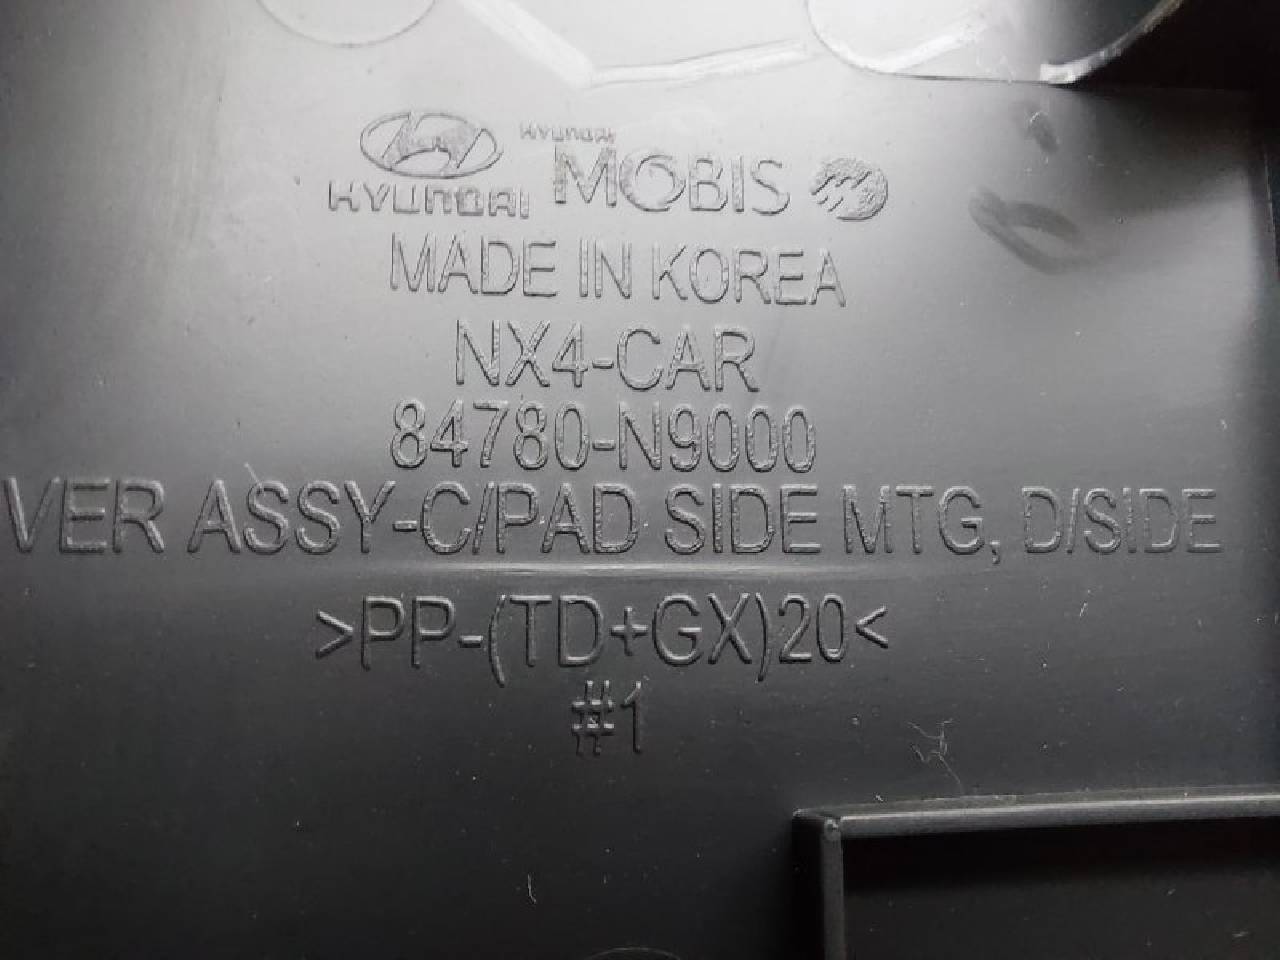 HYUNDAI HYUNDAI MOBIS
MADE IN KOREA
NX4-CAR
84780-N9000
VER ASSY-C/PAD SIDE MTG, D/SIDE
>PP-(TD+GX)20<
#1